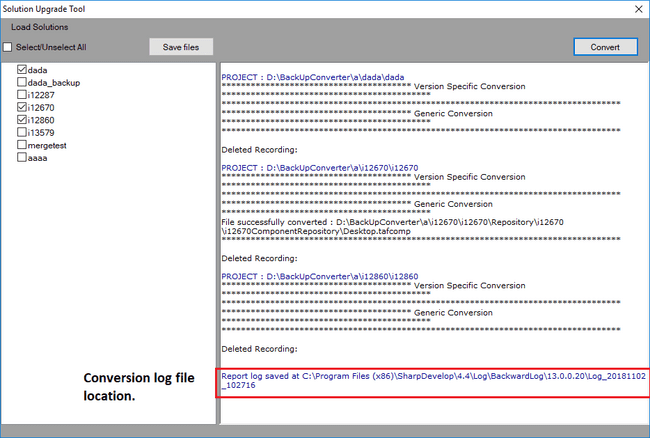 Solution Upgrade Tool
Load Solutions
Select/Unselect All
Save files
Convert
dada
dada_backup
i12287
i12670
i12860
i13579
mergetest
aaaa
PROJECT : D:\BackUpConverter\a\dada\dada
****************************************** Version Specific Conversion
**********************************************
****************************************************************************************
****************************************** Generic Conversion
**********************************************
****************************************************************************************
Deleted Recording:
PROJECT : D:\BackUpConverter\a\i12670\i12670
****************************************** Version Specific Conversion
**********************************************
****************************************************************************************
****************************************** Generic Conversion
**********************************************
File successfully converted : D:\BackUpConverter\a\i12670\i12670\Repository\i12670
\i12670ComponentRepository\Desktop.tafcomp
****************************************************************************************
Deleted Recording:
PROJECT : D:\BackUpConverter\a\i12860\i12860
****************************************** Version Specific Conversion
**********************************************
****************************************************************************************
****************************************** Generic Conversion
**********************************************
****************************************************************************************
Deleted Recording:
Report log saved at C:\Program Files (x86)\SharpDevelop\4.4\Log\BackwardLog\13.0.0.20\Log_20181102
_102716
Conversion log file
location.